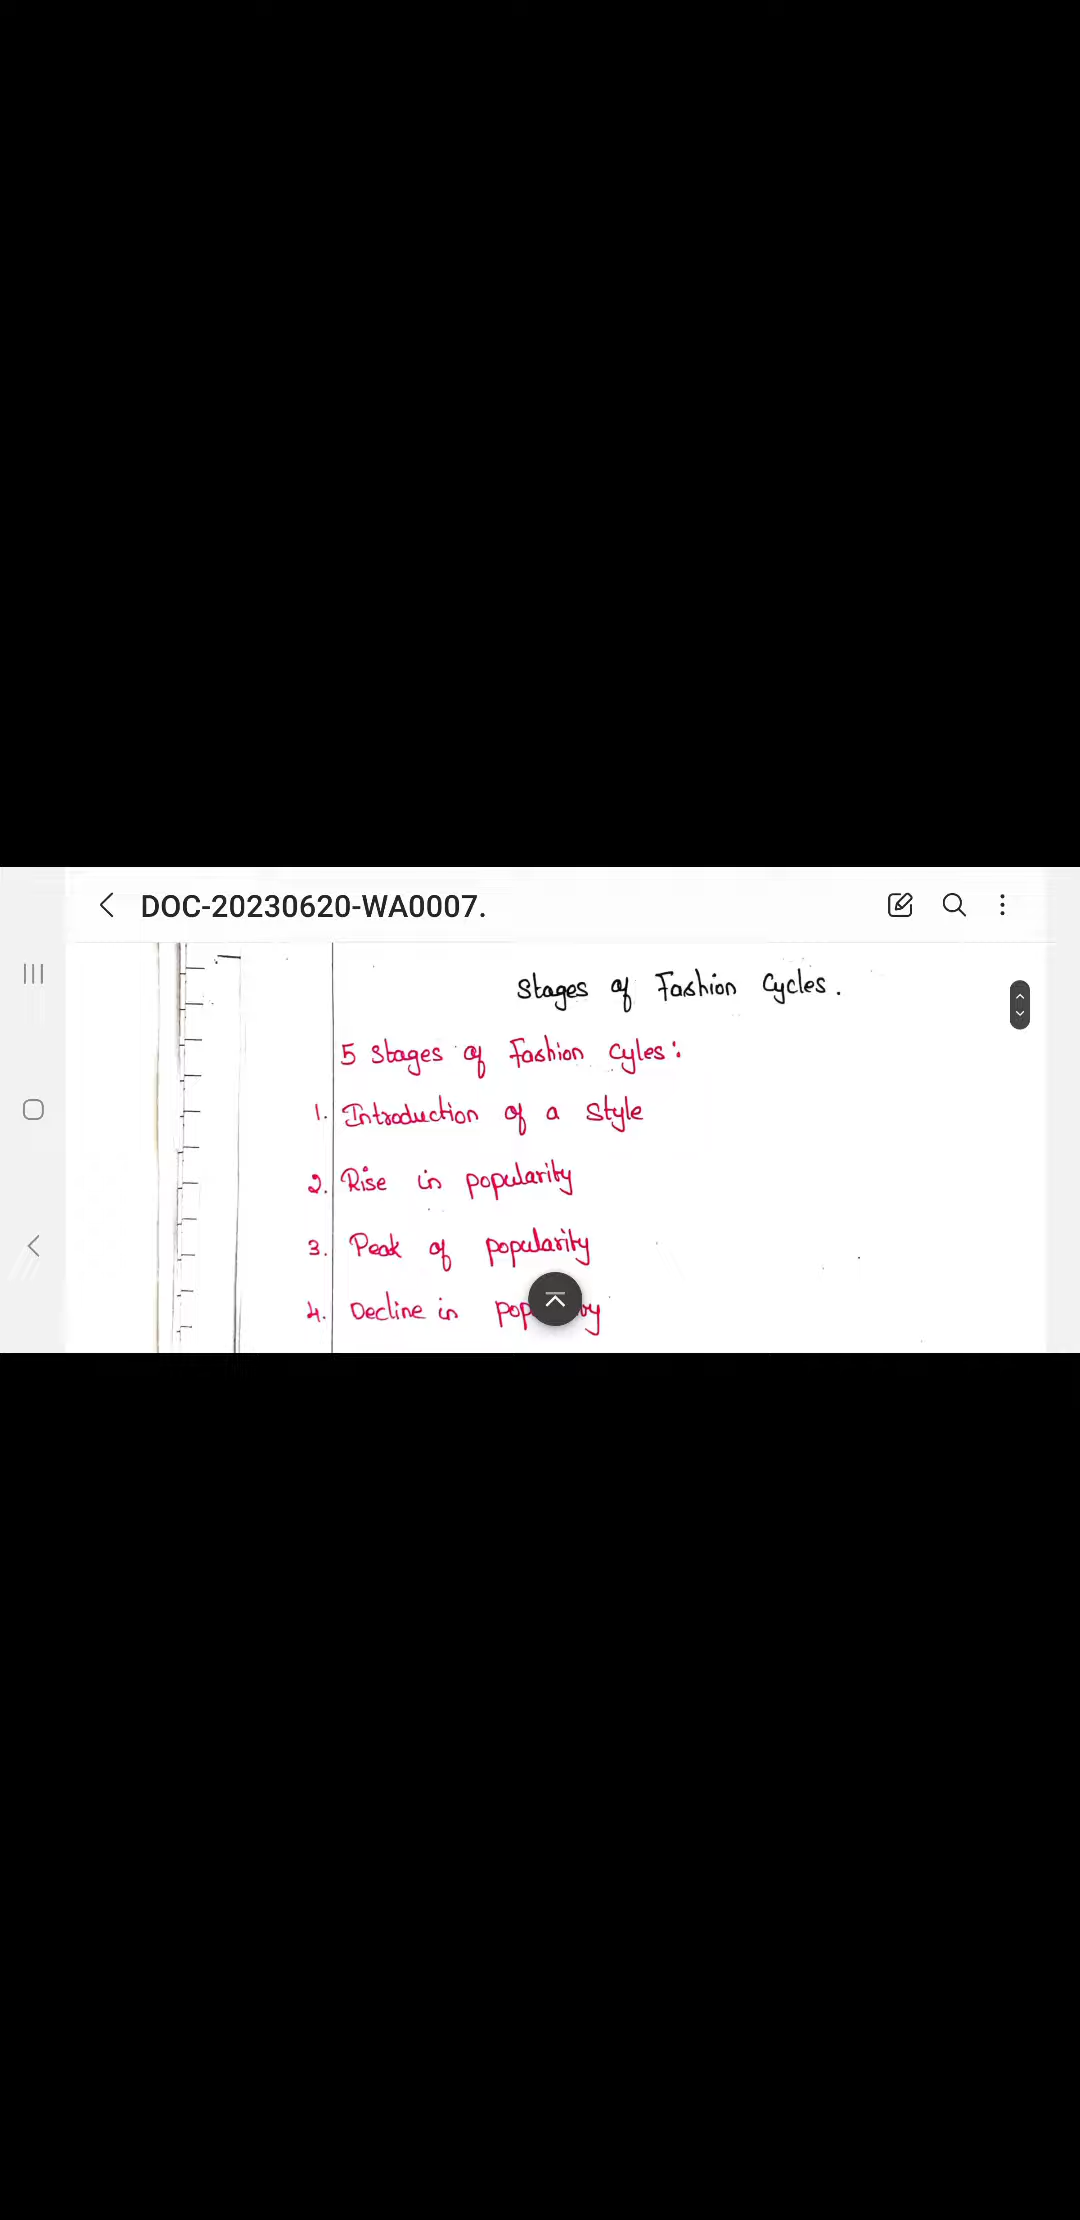 DOC-20230620-WA0007.
Stages of Fashion Cycles.
5 Stages of Fashion Cyles:
1. Introduction of a Style
2. Rise in popularity
3. Peak of popularity
4. Decline in